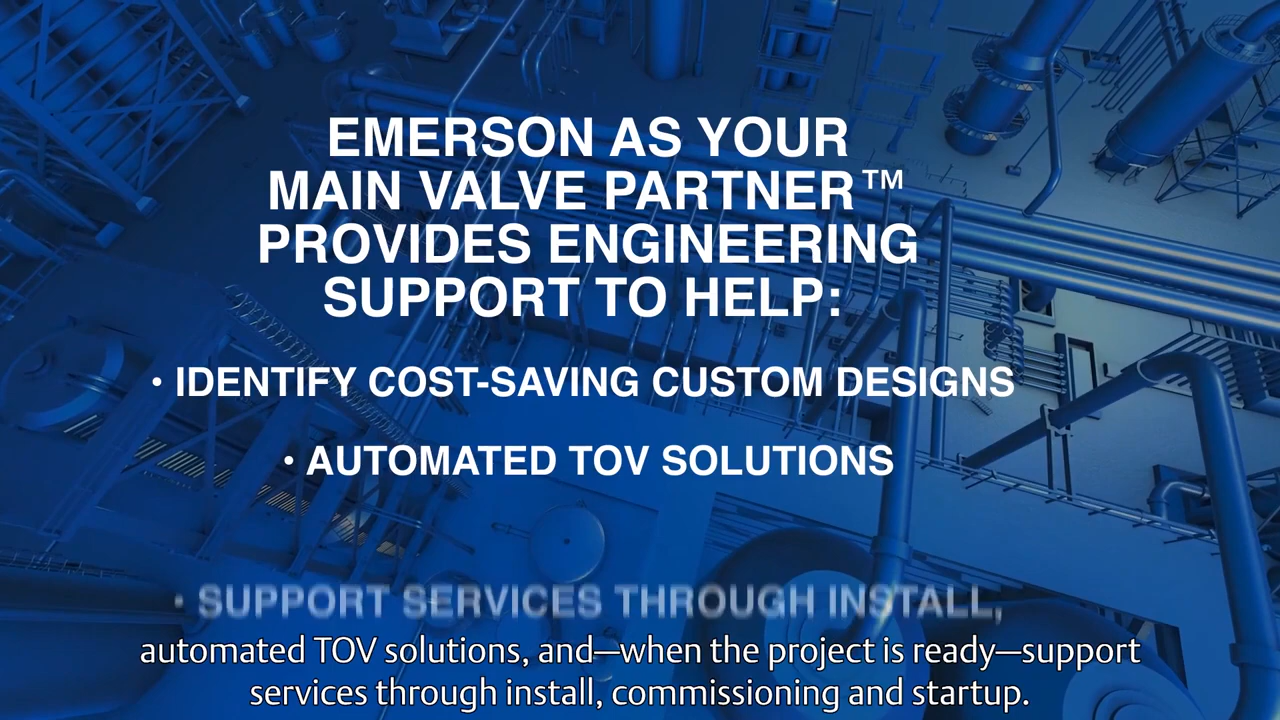 EMERSON AS YOUR
MAIN VALVE PARTNER™
PROVIDES ENGINEERING
SUPPORT TO HELP:
• IDENTIFY COST-SAVING CUSTOM DESIGNS
• AUTOMATED TOV SOLUTIONS
• SUPPORT SERVICES THROUGH INSTALL,
automated TOV solutions, and—when the project is ready—support
services through install, commissioning and startup.